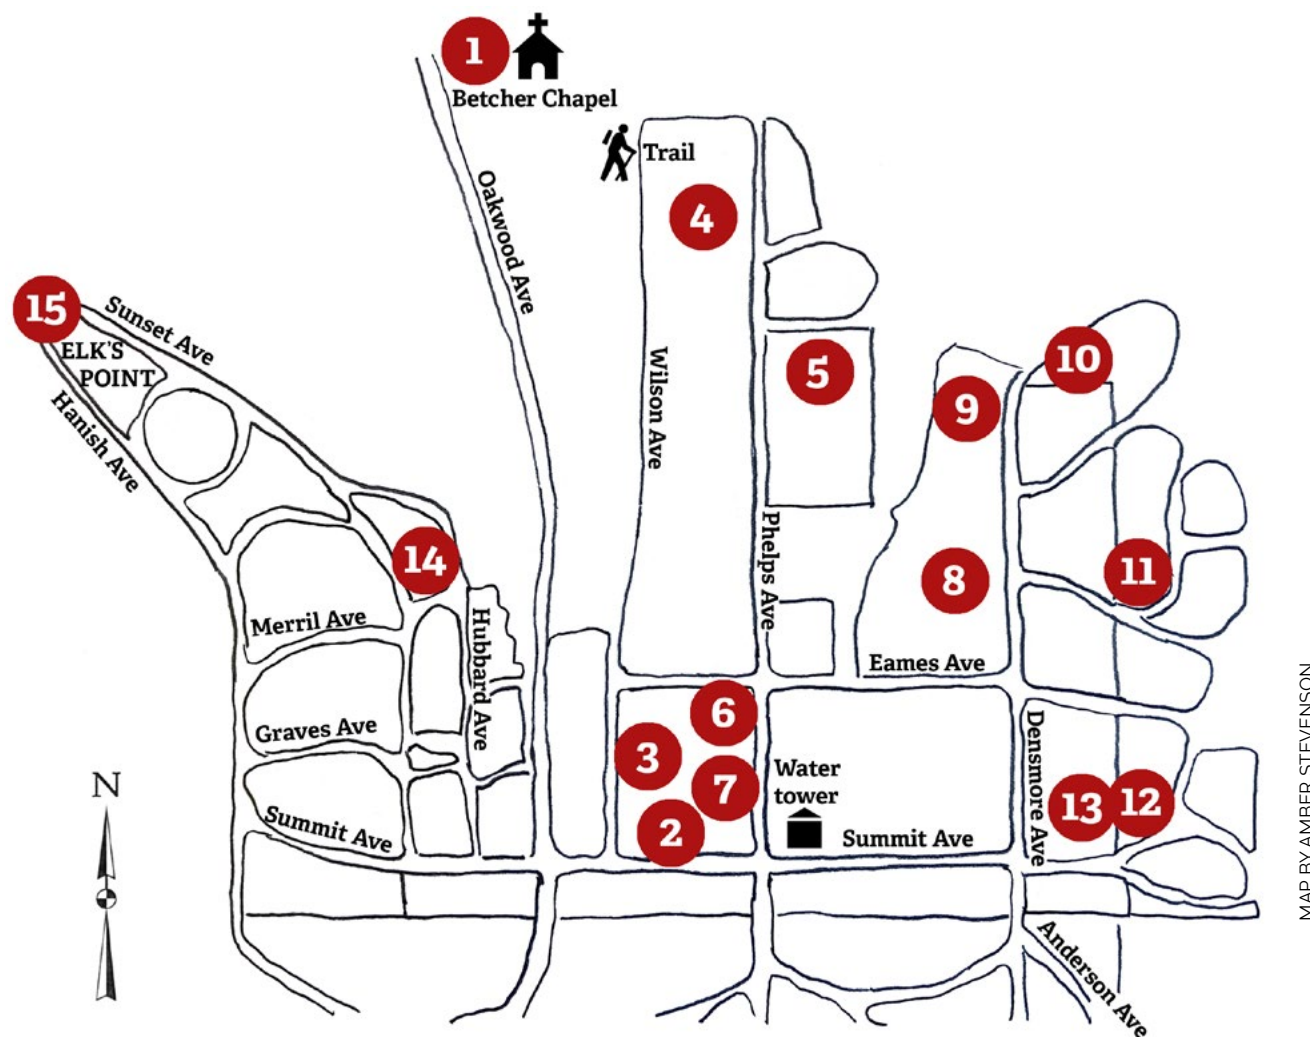 1
Betcher Chapel
Trail
Oakwood Ave
4
15
Sunset Ave
ELK'S
POINT
Hanish Ave
Wilson Ave
5
10
9
Phelps Ave
14
8
11
Merril Ave
Hubbard Ave
Eames Ave
Graves Ave
6
3
7
2
Water
tower
Densmore Ave
13
12
Summit Ave
Summit Ave
N
Anderson Ave
MAP BY AMBER STEVENSON